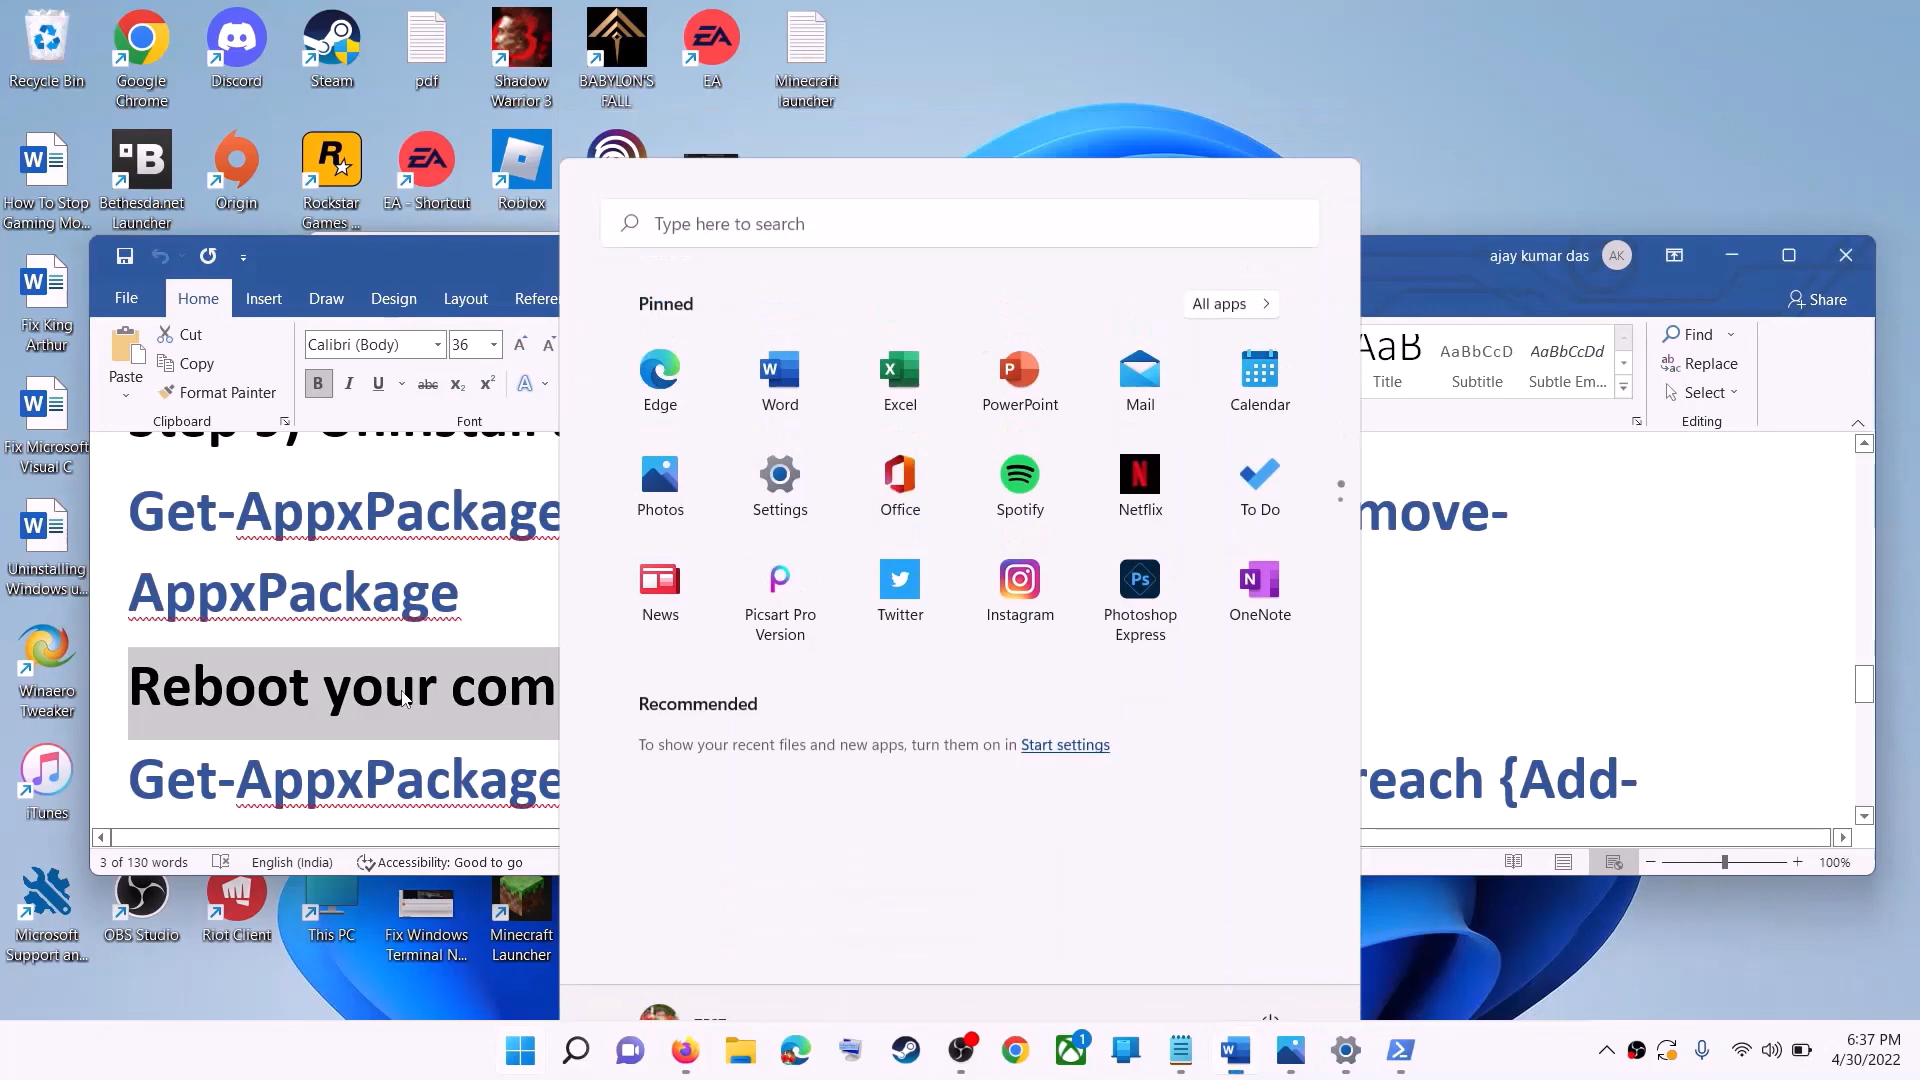 Recycle Bin
Google Chrome
Discord
Steam
pdf
Shadow Warrior 3
BABYLON'S FALL
EA
Minecraft launcher
How To Stop Gaming Mo...
Bethesda.net Launcher
Origin
Rockstar Games ...
EA - Shortcut
Roblox
Fix King Arthur
Fix Microsoft Visual C
Uninstalling Windows u...
Winaero Tweaker
iTunes
Microsoft Support an...
OBS Studio
Riot Client
This PC
Fix Windows Terminal N...
Minecraft Launcher
ajay kumar das
AK
File
Home
Insert
Draw
Design
Layout
Refere
Share
Paste
Cut
Copy
Format Painter
Clipboard
Calibri (Body)
36
Font
AaB
Title
AaBbCcD
Subtitle
AaBbCcDd
Subtle Em...
Find
Replace
Select
Editing
Get-AppxPackage
move-
AppxPackage
Reboot your com
Get-AppxPackage
reach {Add-
3 of 130 words
English (India)
Accessibility: Good to go
100%
Type here to search
Pinned
All apps
Edge
Word
Excel
PowerPoint
Mail
Calendar
Photos
Settings
Office
Spotify
Netflix
To Do
News
Picsart Pro Version
Twitter
Instagram
Photoshop Express
OneNote
Recommended
To show your recent files and new apps, turn them on in Start settings
6:37 PM
4/30/2022